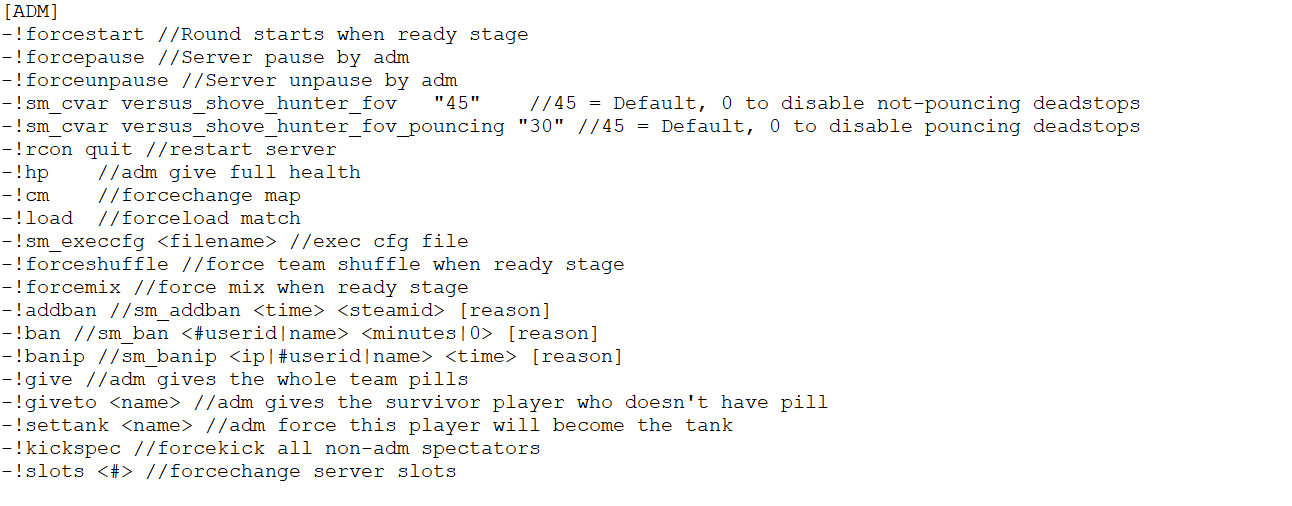 [ADM]
-!forcestart //Round starts when ready stage
-!forcepause //Server pause by adm
-!forceunpause //Server unpause by adm
-!sm_cvar versus_shove_hunter_fov   "45"    //45 = Default, 0 to disable not-pouncing deadstops
-!sm_cvar versus_shove_hunter_fov_pouncing "30" //45 = Default, 0 to disable pouncing deadstops
-!rcon quit //restart server
-!hp    //adm give full health
-!cm    //forcechange map
-!load  //forceload match
-!sm_execcfg <filename> //exec cfg file
-!forceshuffle //force team shuffle when ready stage
-!forcemix //force mix when ready stage
-!addban //sm_addban <time> <steamid> [reason]
-!ban //sm_ban <#userid|name> <minutes|0> [reason]
-!banip //sm_banip <ip|#userid|name> <time> [reason]
-!give //adm gives the whole team pills
-!giveto <name> //adm gives the survivor player who doesn't have pill
-!settank <name> //adm force this player will become the tank
-!kickspec //forcekick all non-adm spectators
-!slots <#> //forcechange server slots